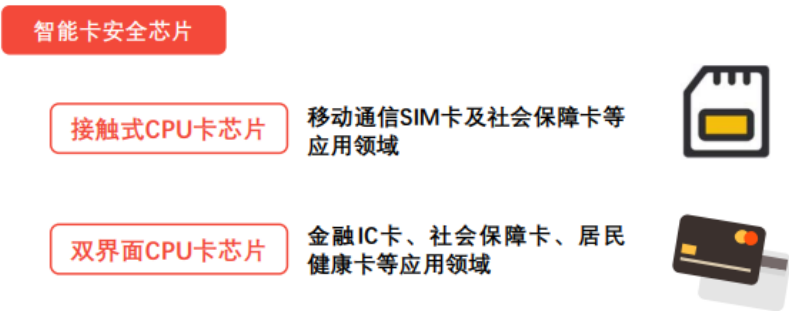 智能卡安全芯片
接触式CPU卡芯片
移动通信SIM卡及社会保障卡等
应用领域
双界面CPU卡芯片
金融IC卡、社会保障卡、居民
健康卡等应用领域